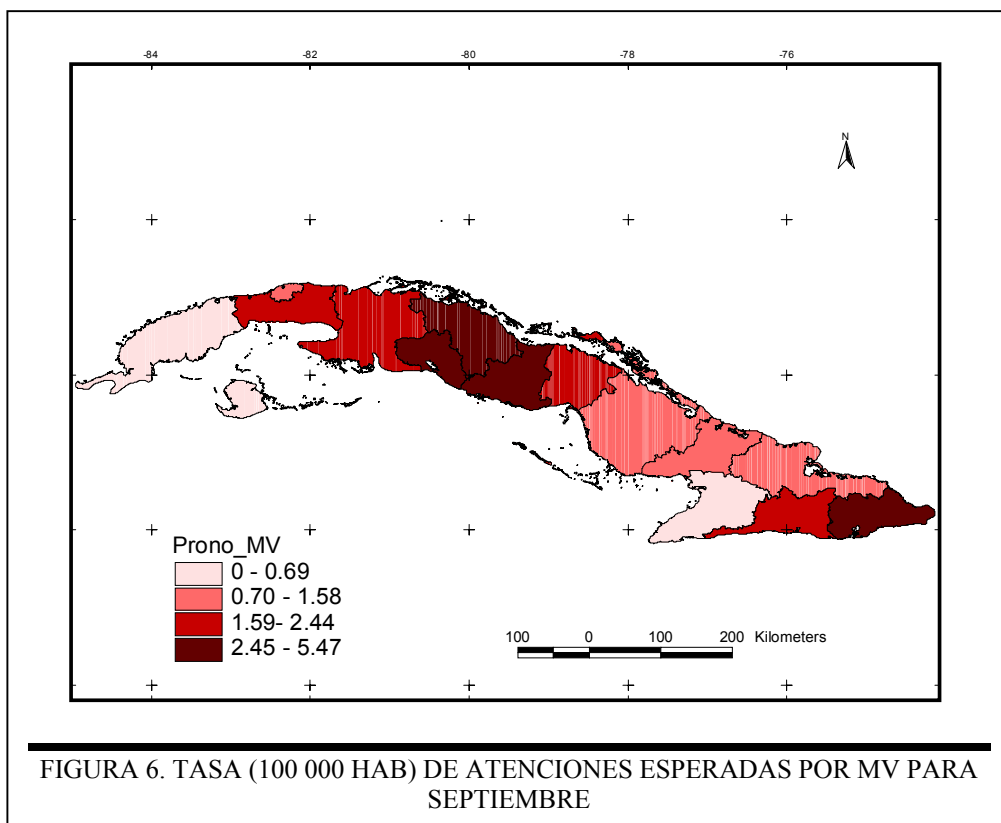 -84 -82 -80 -78 -76
N
Prono_MV
0 - 0.69
0.70 - 1.58
1.59- 2.44
2.45 - 5.47
100 0 100 200 Kilometers
FIGURA 6. TASA (100 000 HAB) DE ATENCIONES ESPERADAS POR MV PARA
SEPTIEMBRE